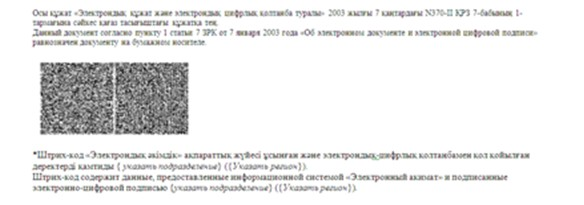 Осы құжат «Электрондық құжат және электрондық цифрлық қолтаңба туралы» 2003 жылғы 7 қаңтардағы N370-II ҚРЗ 7-бабының 1-
тармағына сәйкес қағаз тасығыштағы құжатқа тең.
Данный документ согласно пункту 1 статьи 7 ЗРК от 7 января 2003 года «Об электронном документе и электронной цифровой подписи»
равнозначен документу на бумажном носителе.
*Штрих-код «Электрондық әкімдік» ақпараттық жүйесі ұсынған және электрондық-цифрлық қолтаңбамен қол қойылған
деректерді қамтиды { указать подразделение} ({Указать регион}).
Штрих-код содержит данные, предоставленные информационной системой «Электронный акимат» и подписанные
электронно-цифровой подписью {указать подразделение} ({Указать регион}).